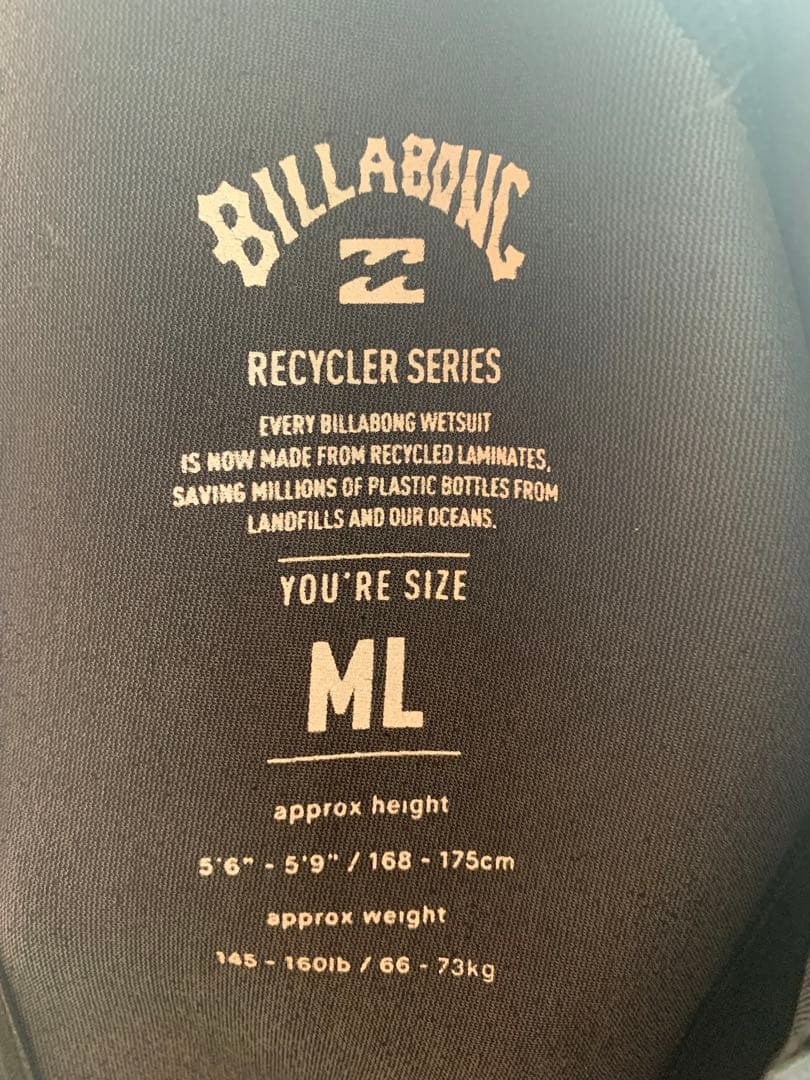 BILLABONG
RECYCLER SERIES
EVERY BILLABONG WETSUIT
IS NOW MADE FROM RECYCLED LAMINATES,
SAVING MILLIONS OF PLASTIC BOTTLES FROM
LANDFILLS AND OUR OCEANS.
YOU'RE SIZE
ML
approx height
5'6" - 5'9" / 168 - 175cm
approx weight
145 - 160lb / 66 - 73kg